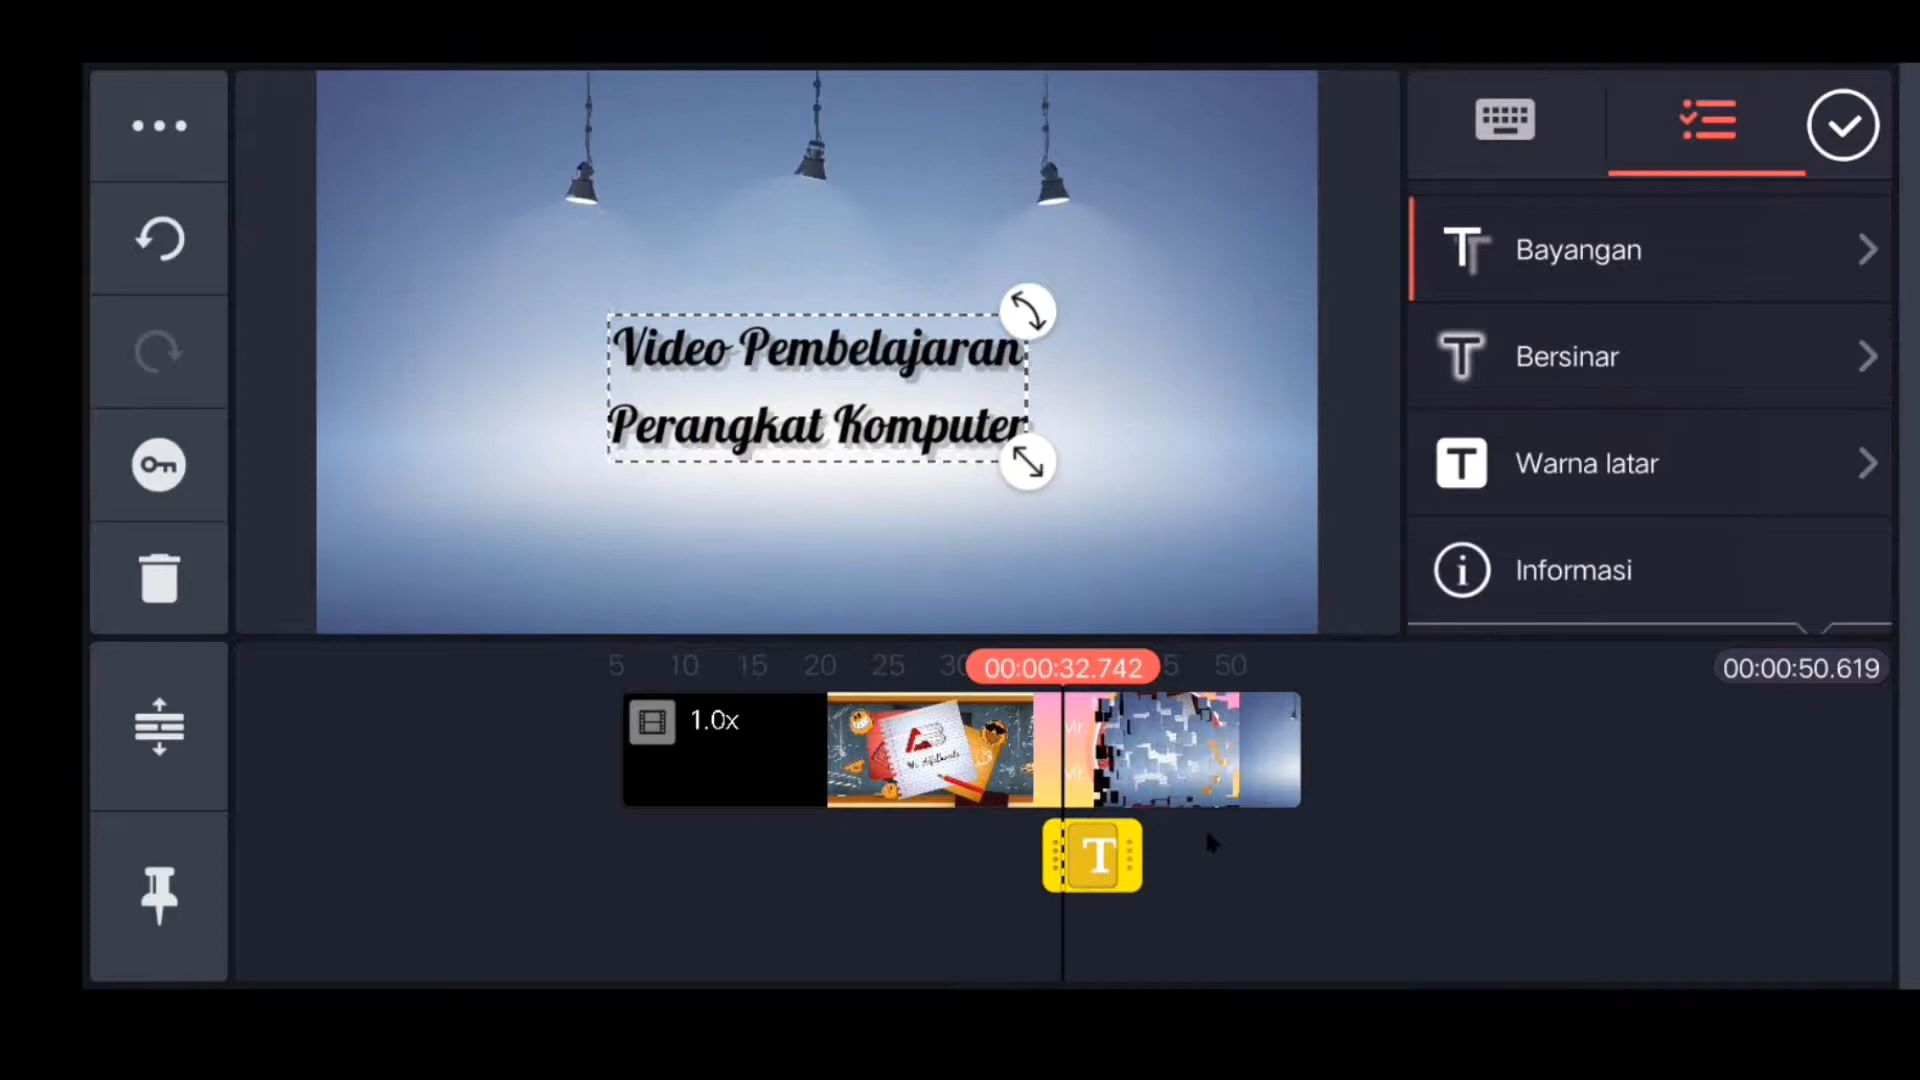 Video Pembelajaran
Perangkat Komputer
Bayangan
Bersinar
Warna latar
Informasi
5 10 15 20 25 30 00:00:32.742 5 50
00:00:50.619
1.0x
T